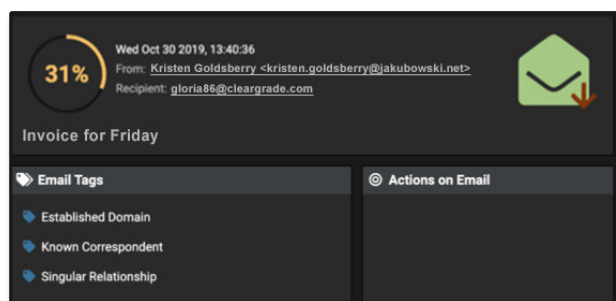 31%
Wed Oct 30 2019, 13:40:36
From: Kristen Goldsberry <kristen.goldsberry@jakubowski.net>
Recipient: gloria86@cleargrade.com
Invoice for Friday
Email Tags
Established Domain
Known Correspondent
Singular Relationship
Actions on Email